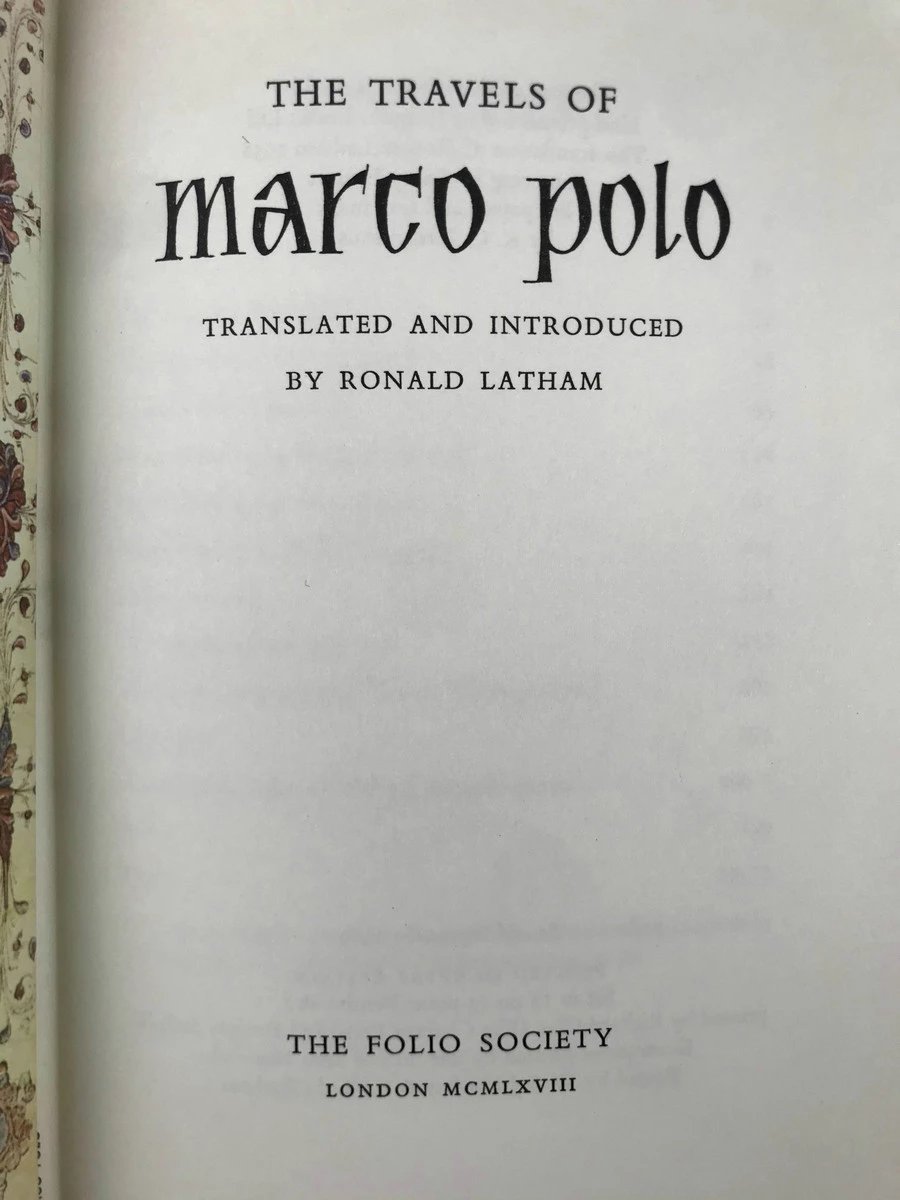 THE TRAVELS OF
marco polo
TRANSLATED AND INTRODUCED
BY RONALD LATHAM
THE FOLIO SOCIETY
LONDON MCMLXVIII